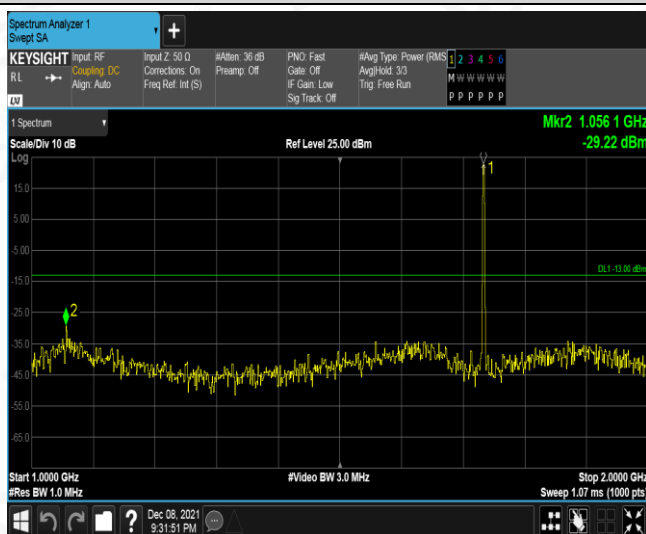 Spectrum Analyzer 1
Swept SA
+
KEYSIGHT
RL
LXI
Input: RF
Coupling: DC
Align: Auto
Input Z: 50 Ω
Corrections: On
Freq Ref: Int (S)
#Atten: 36 dB
Preamp: Off
PNO: Fast
Gate: Off
IF Gain: Low
Sig Track: Off
#Avg Type: Power (RMS
Avg|Hold: 3/3
Trig: Free Run
1 2 3 4 5 6
M W W W W W
P P P P P P
1 Spectrum
Mkr2 1.056 1 GHz
Scale/Div 10 dB
Ref Level 25.00 dBm
-29.22 dBm
Log
1
15.0
5.00
-5.00
DL1 -13.00 dBm
-15.0
-25.0
2
-35.0
-45.0
-55.0
-65.0
Start 1.0000 GHz
#Video BW 3.0 MHz
Stop 2.0000 GHz
#Res BW 1.0 MHz
Sweep 1.07 ms (1000 pts)
?
Dec 08, 2021
9:31:51 PM